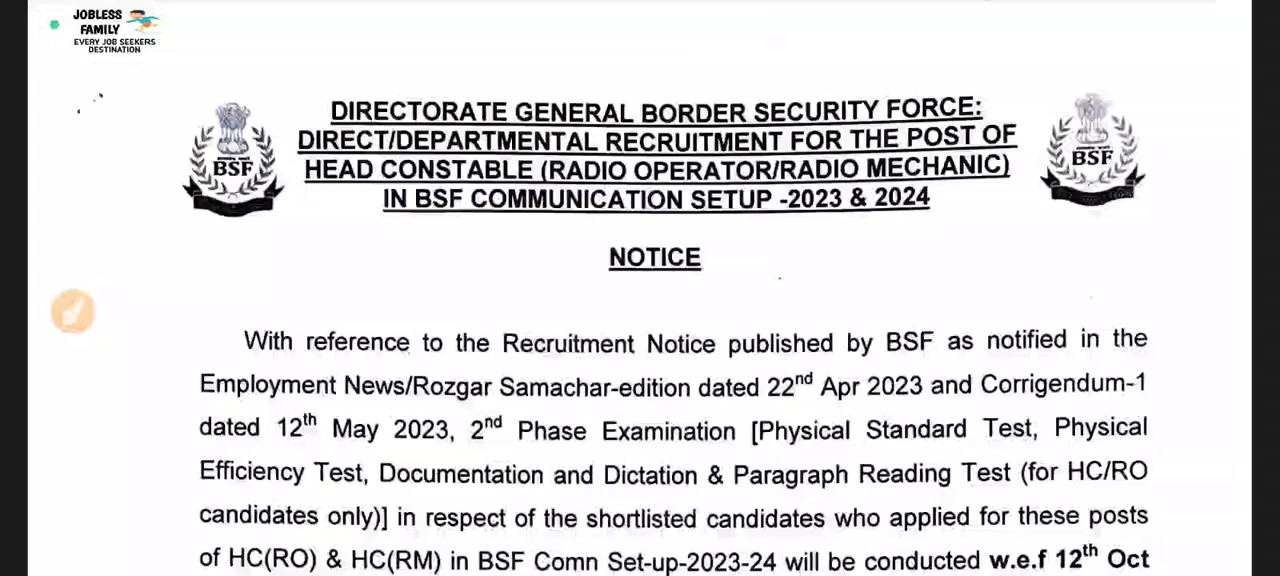 JOBLESS
FAMILY
EVERY JOB SEEKERS
DESTINATION
DIRECTORATE GENERAL BORDER SECURITY FORCE:
DIRECT/DEPARTMENTAL RECRUITMENT FOR THE POST OF
HEAD CONSTABLE (RADIO OPERATOR/RADIO MECHANIC)
IN BSF COMMUNICATION SETUP -2023 & 2024
BSF
BSF
NOTICE
With reference to the Recruitment Notice published by BSF as notified in the
Employment News/Rozgar Samachar-edition dated 22nd Apr 2023 and Corrigendum-1
dated 12th May 2023, 2nd Phase Examination [Physical Standard Test, Physical
Efficiency Test, Documentation and Dictation & Paragraph Reading Test (for HC/RO
candidates only)] in respect of the shortlisted candidates who applied for these posts
of HC(RO) & HC(RM) in BSF Comn Set-up-2023-24 will be conducted w.e.f 12th Oct